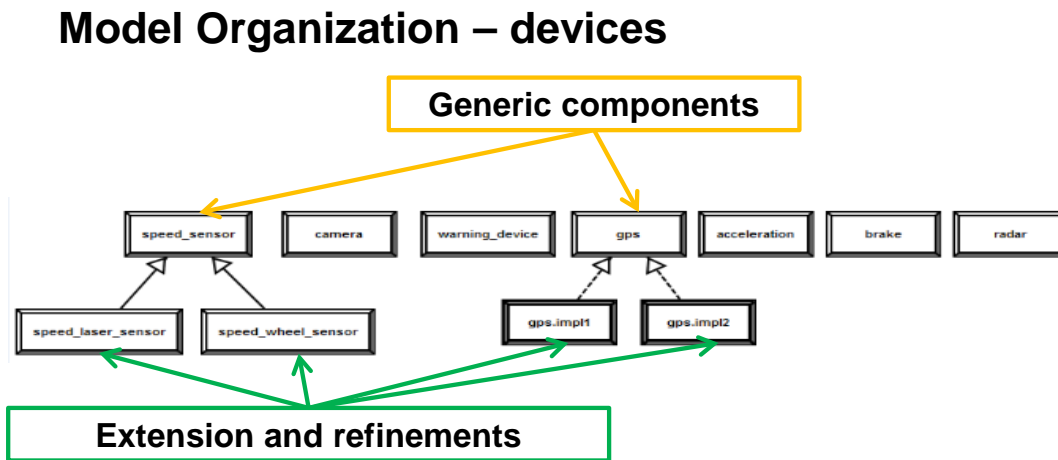 Model Organization – devices
Generic components
speed_sensor
camera
warning_device
gps
acceleration
brake
radar
speed_laser_sensor
speed_wheel_sensor
gps.impl1
gps.impl2
Extension and refinements